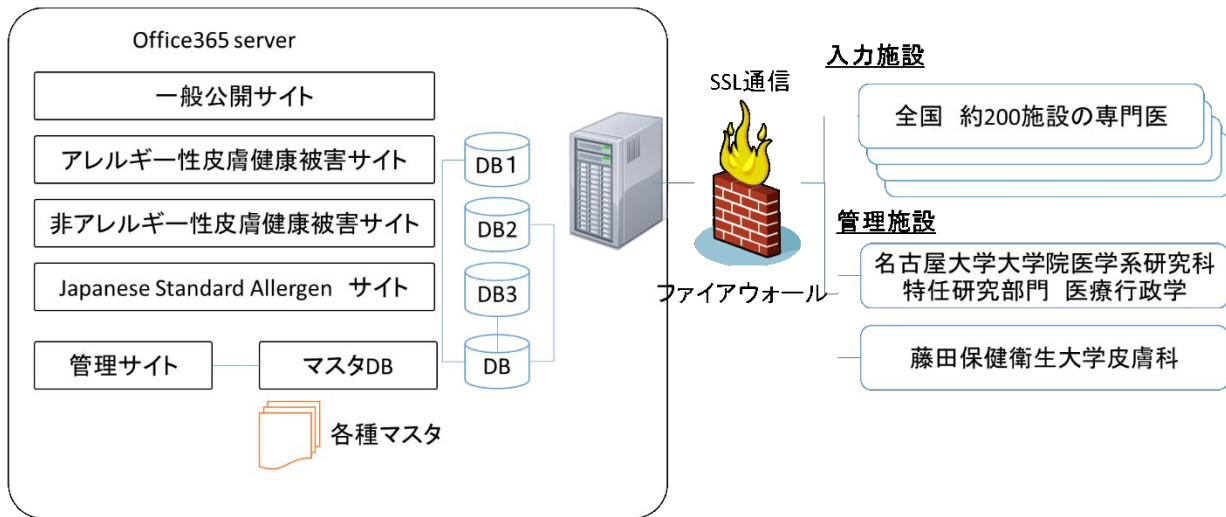 Office365 server
一般公開サイト
アレルギー性皮膚健康被害サイト
非アレルギー性皮膚健康被害サイト
Japanese Standard Allergen サイト
管理サイト
マスタDB
各種マスタ
DB1
DB2
DB3
DB
SSL通信
ファイアウォール
入力施設
全国 約200施設の専門医
管理施設
名古屋大学大学院医学系研究科
特任研究部門 医療行政学
藤田保健衛生大学皮膚科